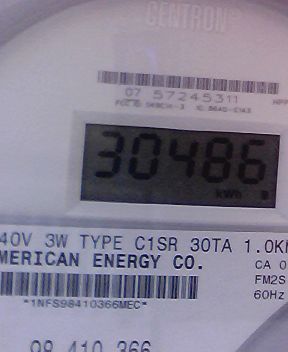 CENTRON®
07 57245311
30486
kWh
40V 3W TYPE C1SR 30TA 1.0K
MERICAN ENERGY CO.
CA 0
FM2S
60Hz
*1NFS98410366MEC*
98 410 366